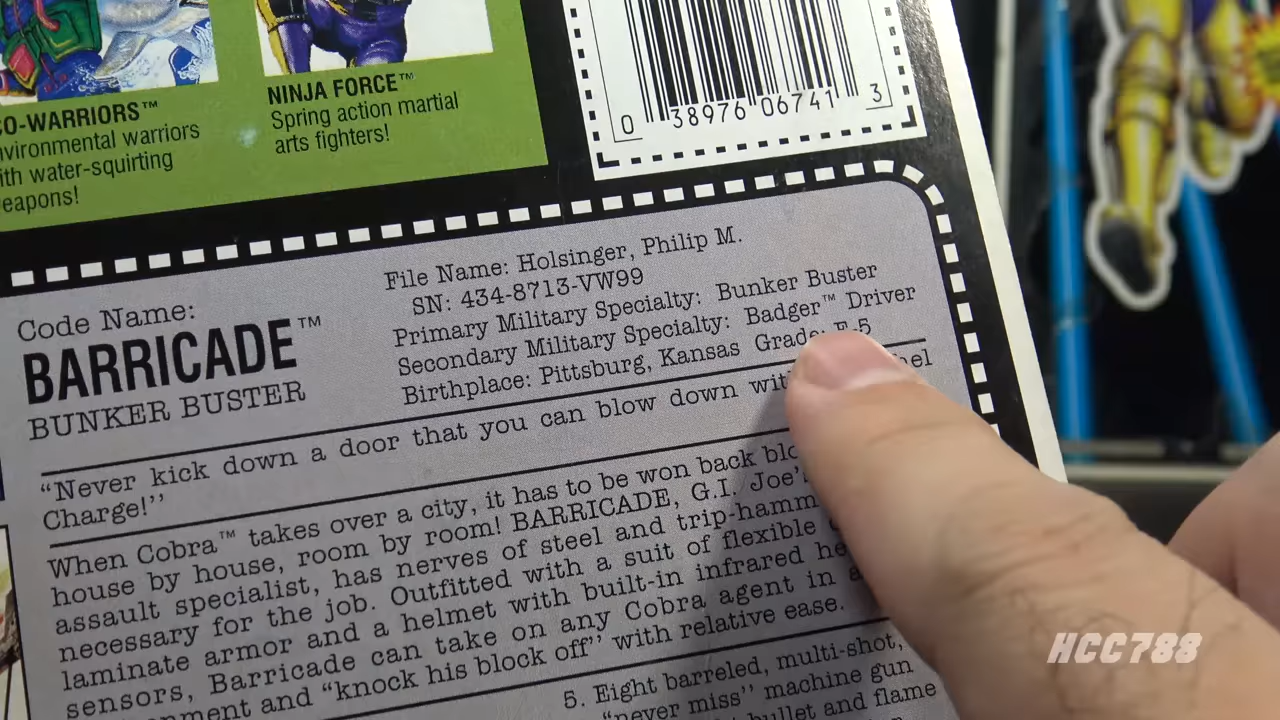 NINJA FORCE™
Spring action martial
arts fighters!
CO-WARRIORS™
nvironmental warriors
ith water-squirting
eapons!
0 38976 06741 3
Code Name:
BARRICADE™
BUNKER BUSTER
File Name: Holsinger, Philip M.
SN: 434-8713-VW99
Primary Military Specialty: Bunker Buster
Secondary Military Specialty: Badger™ Driver
Birthplace: Pittsburg, Kansas Grade: E-5
"Never kick down a door that you can blow down with
Charge!"
When Cobra™ takes over a city, it has to be won back
house by house, room by room! BARRICADE, G.I. Joe's
assault specialist, has nerves of steel and
necessary for the job. Outfitted with a suit of flexible
laminate armor and a helmet with built-in infrared
sensors, Barricade can take on any Cobra agent in
and "knock his block off" with relative ease.
5. Eight barreled, multi-shot,
"never miss" machine gun
bullet and flame
HCC788